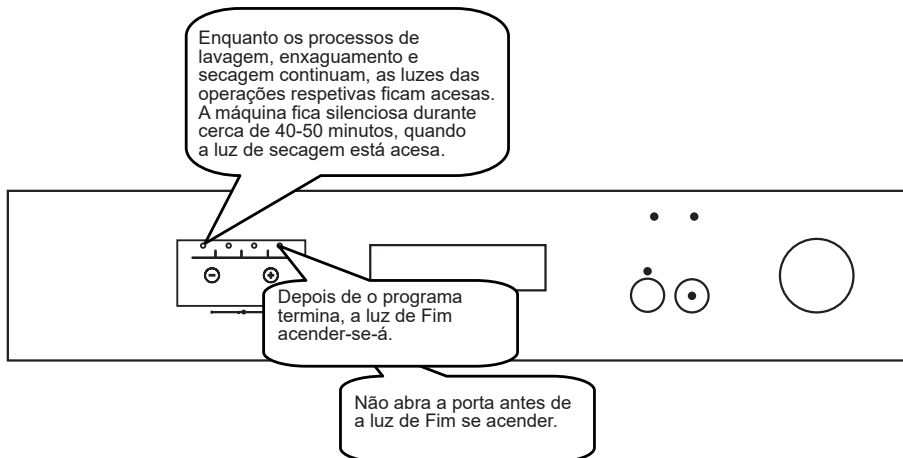 Enquanto os processos de
lavagem, enxaguamento e
secagem continuam, as luzes das
operações respetivas ficam acesas.
A máquina fica silenciosa durante
cerca de 40-50 minutos, quando
a luz de secagem está acesa.
Depois de o programa
termina, a luz de Fim
acender-se-á.
Não abra a porta antes de
a luz de Fim se acender.